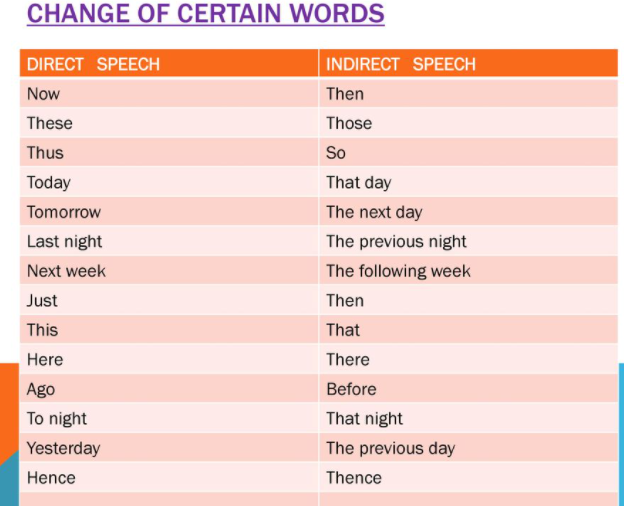 CHANGE OF CERTAIN WORDS
DIRECT SPEECH INDIRECT SPEECH
Now Then
These Those
Thus So
Today That day
Tomorrow The next day
Last night The previous night
Next week The following week
Just Then
This That
Here There
Ago Before
To night That night
Yesterday The previous day
Hence Thence